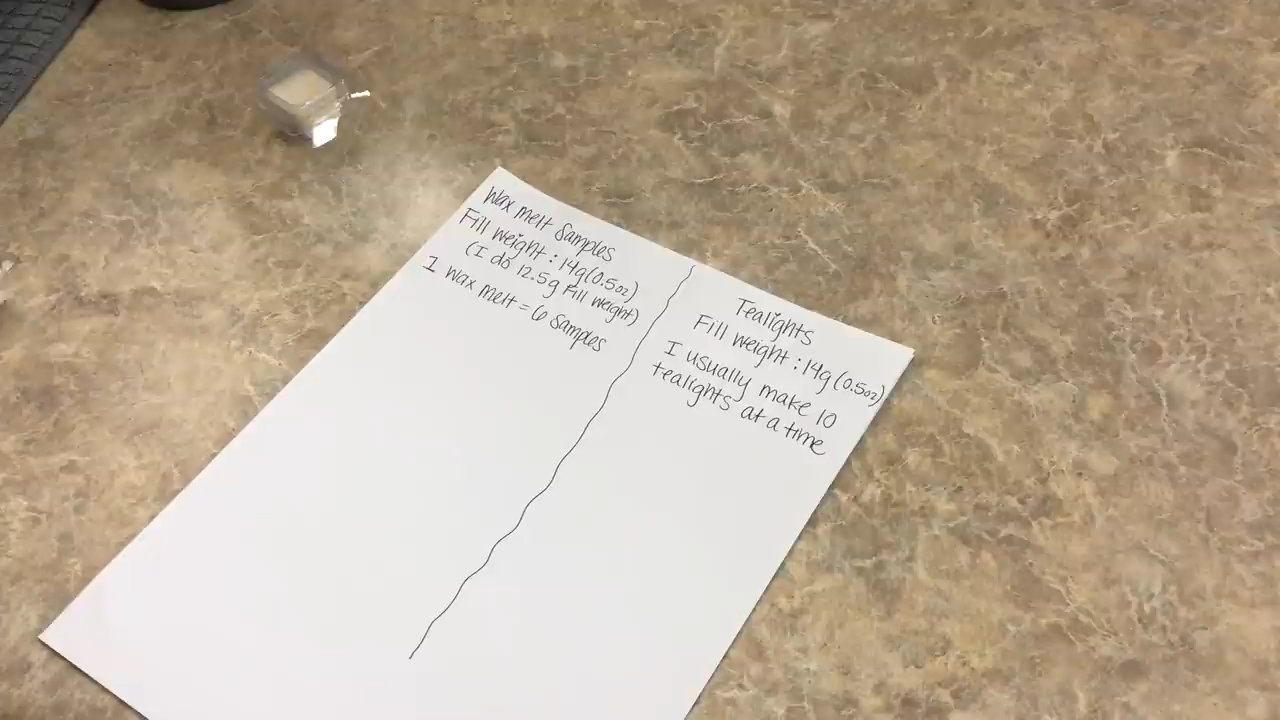 Wax melt Samples
Fill weight : 14g (0.5oz)
(I do 12.5g Fill weight)
1 wax melt = 6 Samples
Tealights
Fill weight : 14g (0.5oz)
I usually make 10
tealights at a time